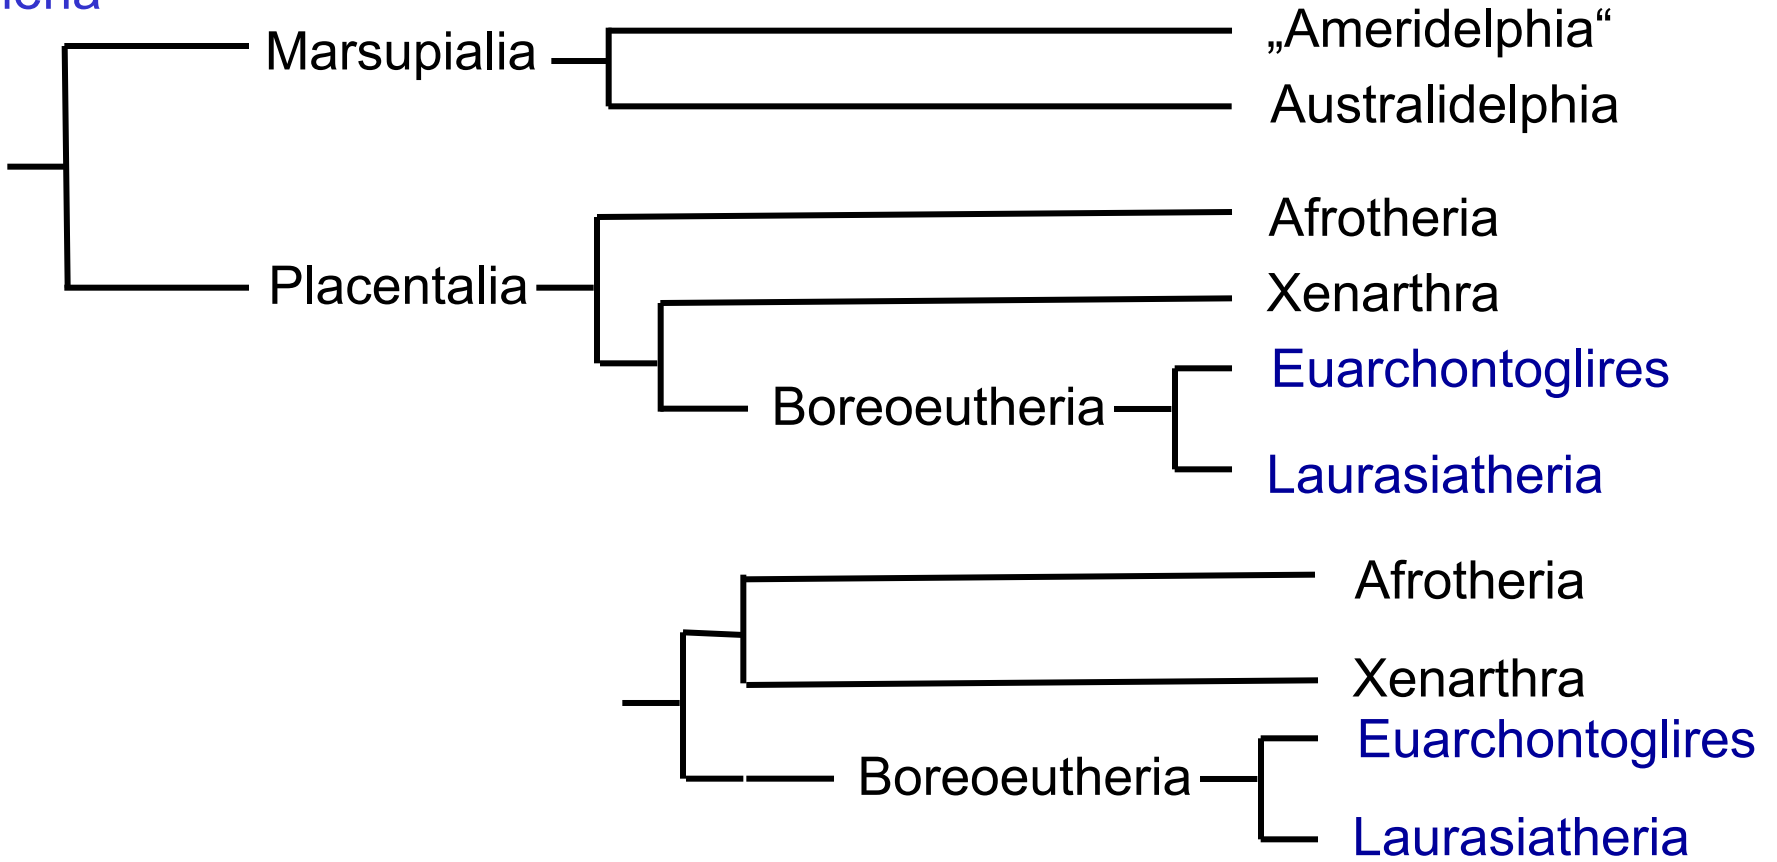 „Ameridelphia“
Marsupialia
Australidelphia
Afrotheria
Placentalia
Xenarthra
Euarchontoglires
Boreoeutheria
Laurasiatheria
Afrotheria
Xenarthra
Euarchontoglires
Boreoeutheria
Laurasiatheria